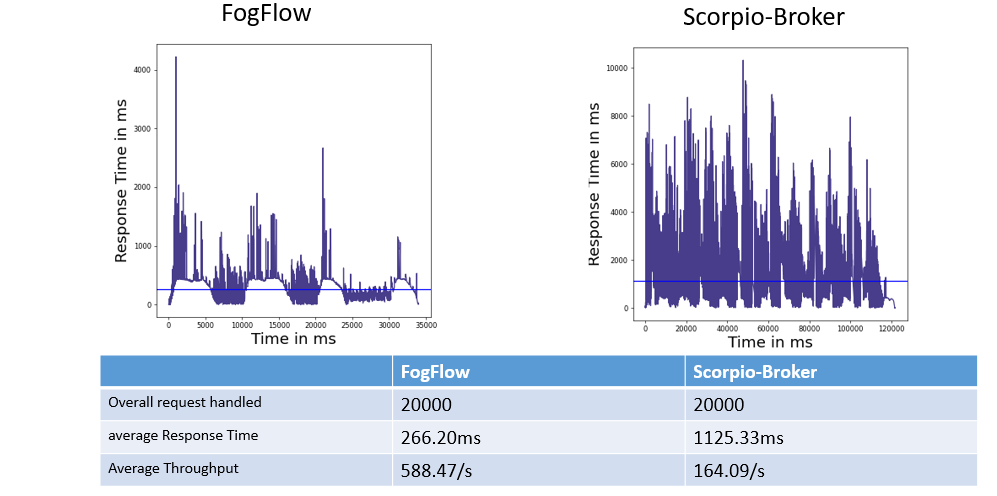 FogFlow
Scorpio-Broker
Response Time in ms
4000
3000
2000
1000
0
0 5000 10000 15000 20000 25000 30000 35000
Time in ms
Response Time in ms
10000
8000
6000
4000
2000
0
0 20000 40000 60000 80000 100000 120000
Time in ms
FogFlow Scorpio-Broker
Overall request handled 20000 20000
average Response Time 266.20ms 1125.33ms
Average Throughput 588.47/s 164.09/s